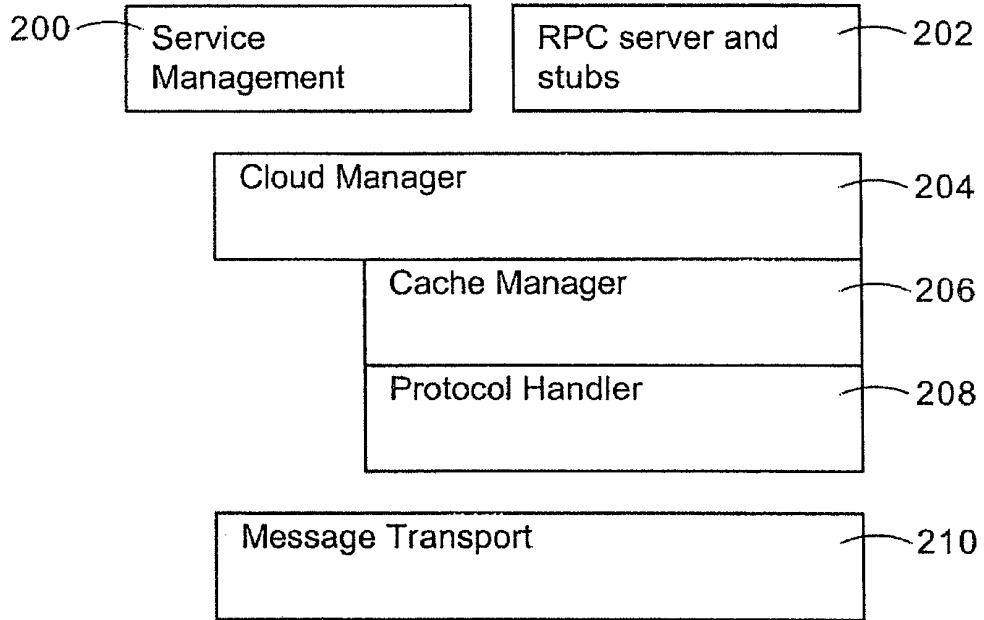 200
Service
Management
RPC server and
stubs
202
Cloud Manager
204
Cache Manager
206
Protocol Handler
208
Message Transport
210